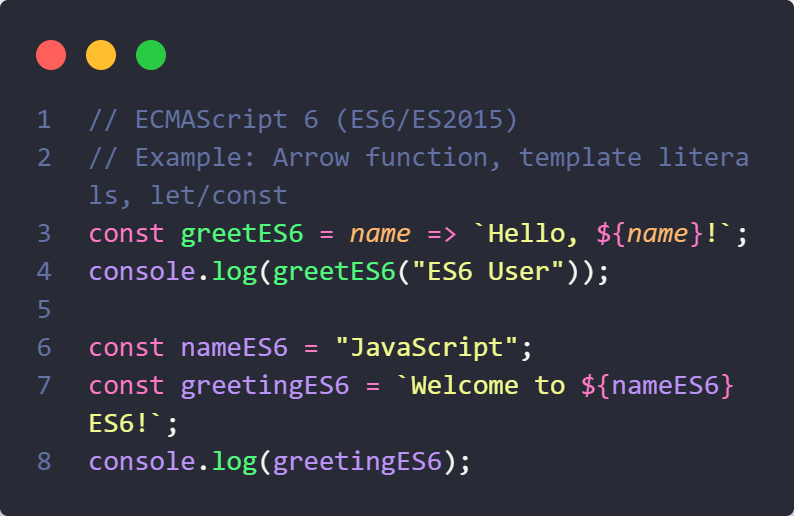 1 // ECMAScript 6 (ES6/ES2015)
2 // Example: Arrow function, template litera
ls, let/const
3 const greetES6 = name => `Hello, ${name}!`;
4 console.log(greetES6("ES6 User"));
5
6 const nameES6 = "JavaScript";
7 const greetingES6 = `Welcome to ${nameES6}
ES6!`;
8 console.log(greetingES6);